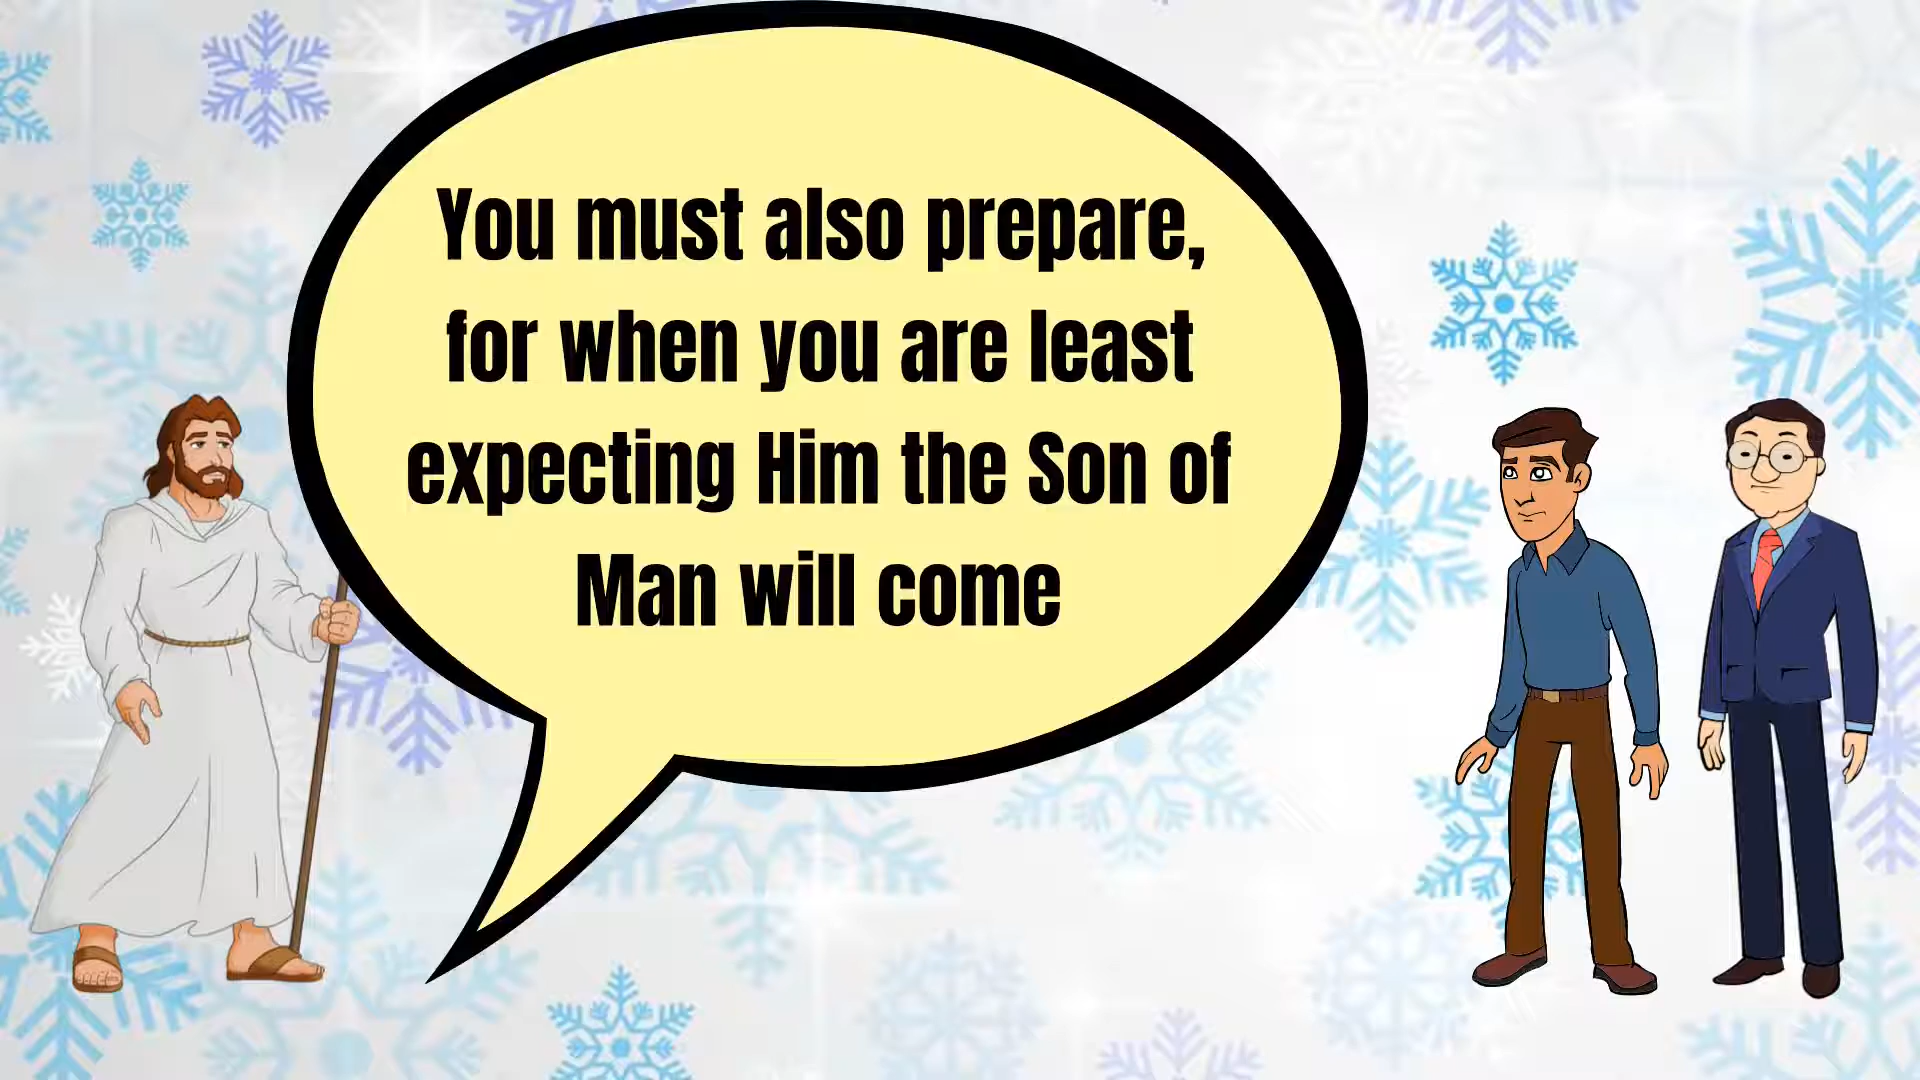 You must also prepare,
for when you are least
expecting Him the Son of
Man will come